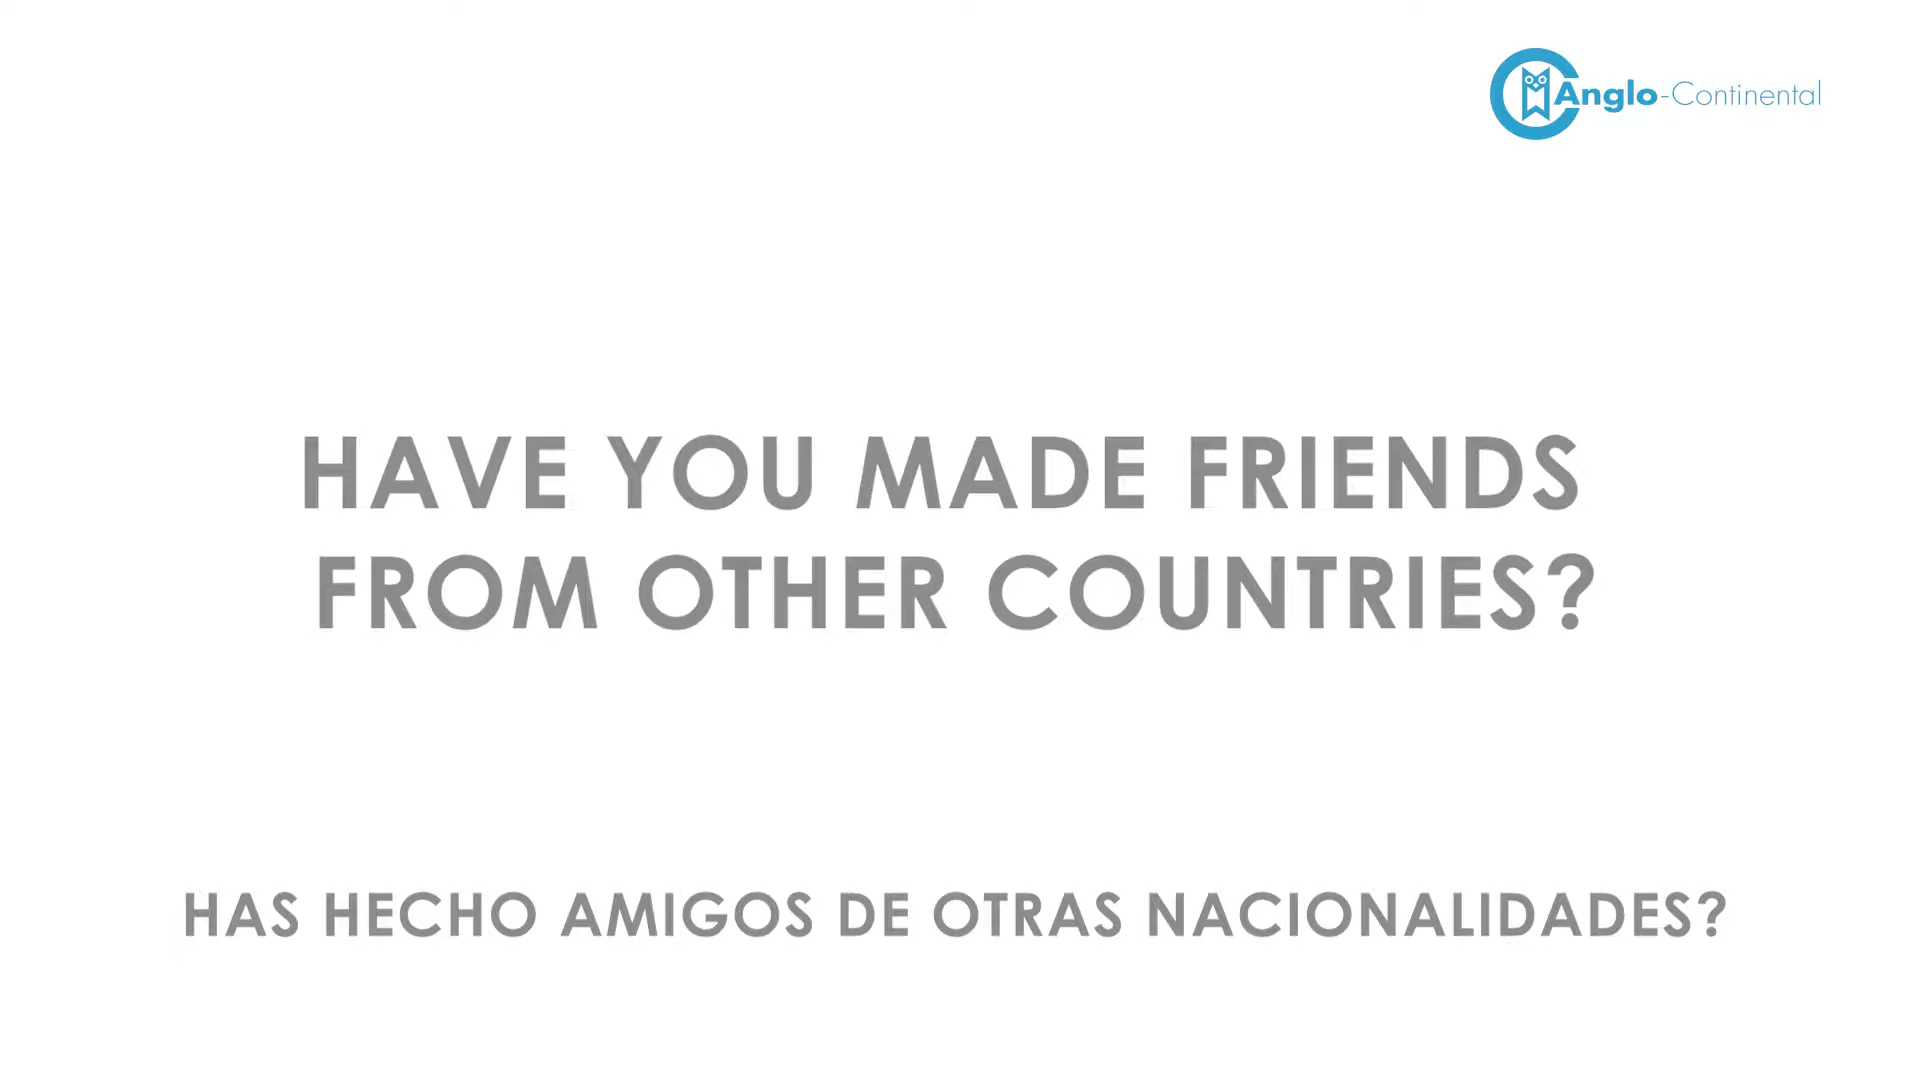 Anglo-Continental
HAVE YOU MADE FRIENDS
FROM OTHER COUNTRIES?
HAS HECHO AMIGOS DE OTRAS NACIONALIDADES?